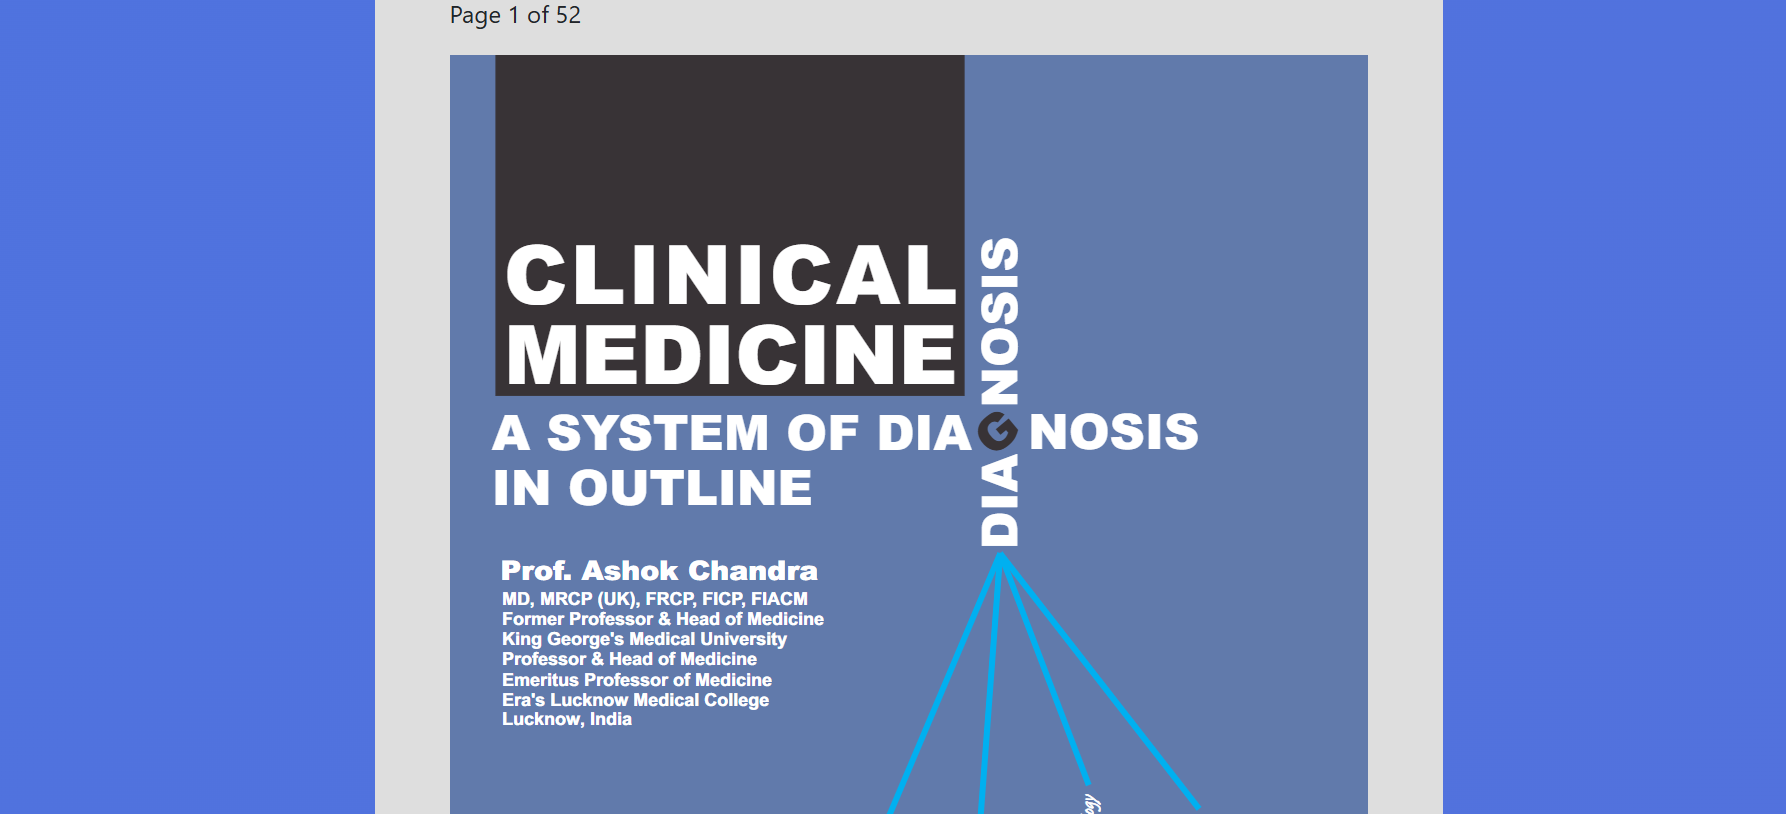 Page 1 of 52
CLINICAL
MEDICINE
A SYSTEM OF DIAGNOSIS
IN OUTLINE
DIAGNOSIS
Prof. Ashok Chandra
MD, MRCP (UK), FRCP, FICP, FIACM
Former Professor & Head of Medicine
King George's Medical University
Professor & Head of Medicine
Emeritus Professor of Medicine
Era's Lucknow Medical College
Lucknow, India